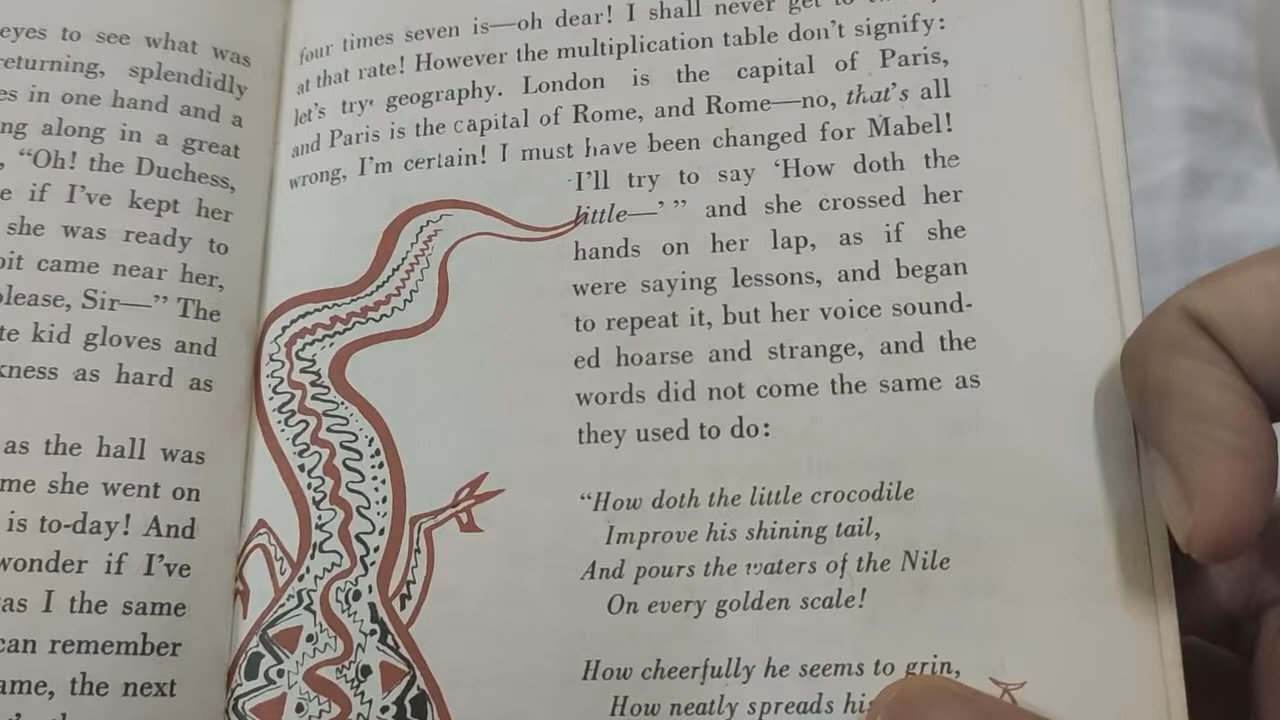 eyes to see what was
returning, splendidly
es in one hand and a
ng along in a great
, “Oh! the Duchess,
e if I've kept her
she was ready to
bit came near her,
please, Sir—” The
te kid gloves and
kness as hard as
as the hall was
me she went on
is to-day! And
wonder if I've
as I the same
can remember
ame, the next
four times seven is—oh dear! I shall never get to
at that rate! However the multiplication table don't signify:
let's try geography. London is the capital of Paris,
and Paris is the capital of Rome, and Rome—no, that's all
wrong, I'm certain! I must have been changed for Mabel!
I'll try to say ‘How doth the
little—’ ” and she crossed her
hands on her lap, as if she
were saying lessons, and began
to repeat it, but her voice sound-
ed hoarse and strange, and the
words did not come the same as
they used to do:
“How doth the little crocodile
Improve his shining tail,
And pours the waters of the Nile
On every golden scale!
How cheerfully he seems to grin,
How neatly spreads his